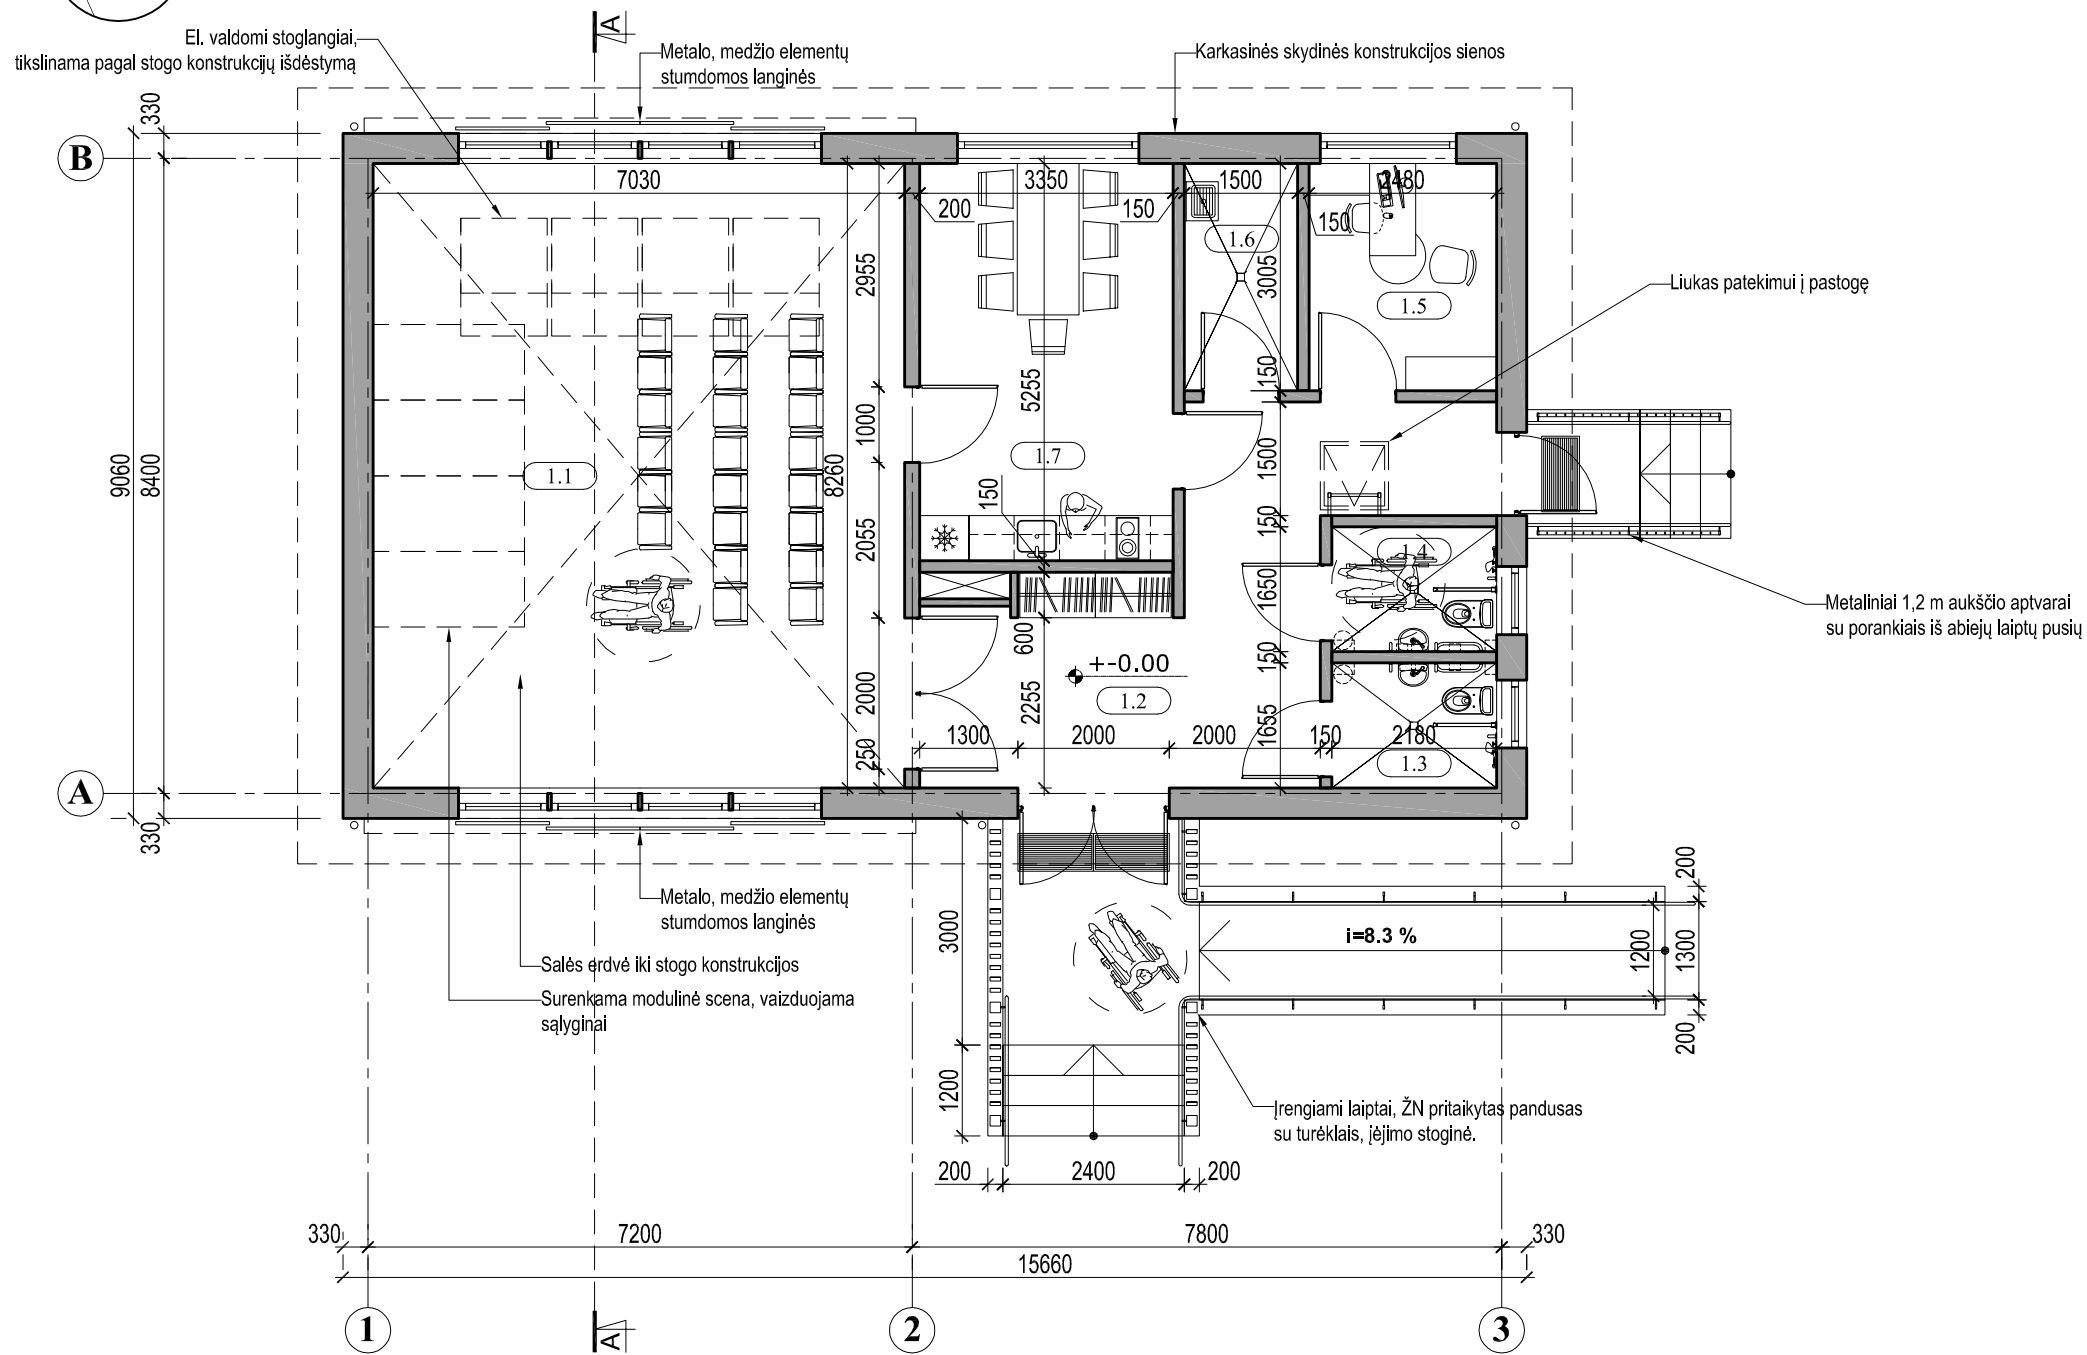 A
El. valdomi stoglangiai,
tikslinama pagal stogo konstrukcijų išdėstymą
Metalo, medžio elementų
stumdomos langinės
Karkasinės skydinės konstrukcijos sienos
330
B
7030
200
3350
150
1500
150
2480
1.6
3005
2955
1.5
Liukas patekimui į pastogę
150
5255
1000
1.7
1500
9060
8400
1.1
8260
150
150
2055
1.4
1650
Metaliniai 1,2 m aukščio aptvarai
su porankiais iš abiejų laiptų pusių
600
150
+-0.00
2000
2255
1.2
1655
1300
2000
2000
150
2180
250
1.3
A
330
Metalo, medžio elementų
stumdomos langinės
200
3000
i=8.3 %
1200
1300
Salės erdvė iki stogo konstrukcijos
Surenkama modulinė scena, vaizduojama
sąlyginai
200
1200
Įrengiami laiptai, ŽN pritaikytas pandusas
su turėklais, įėjimo stoginė.
200
2400
200
330
7200
7800
330
15660
1
A
2
3